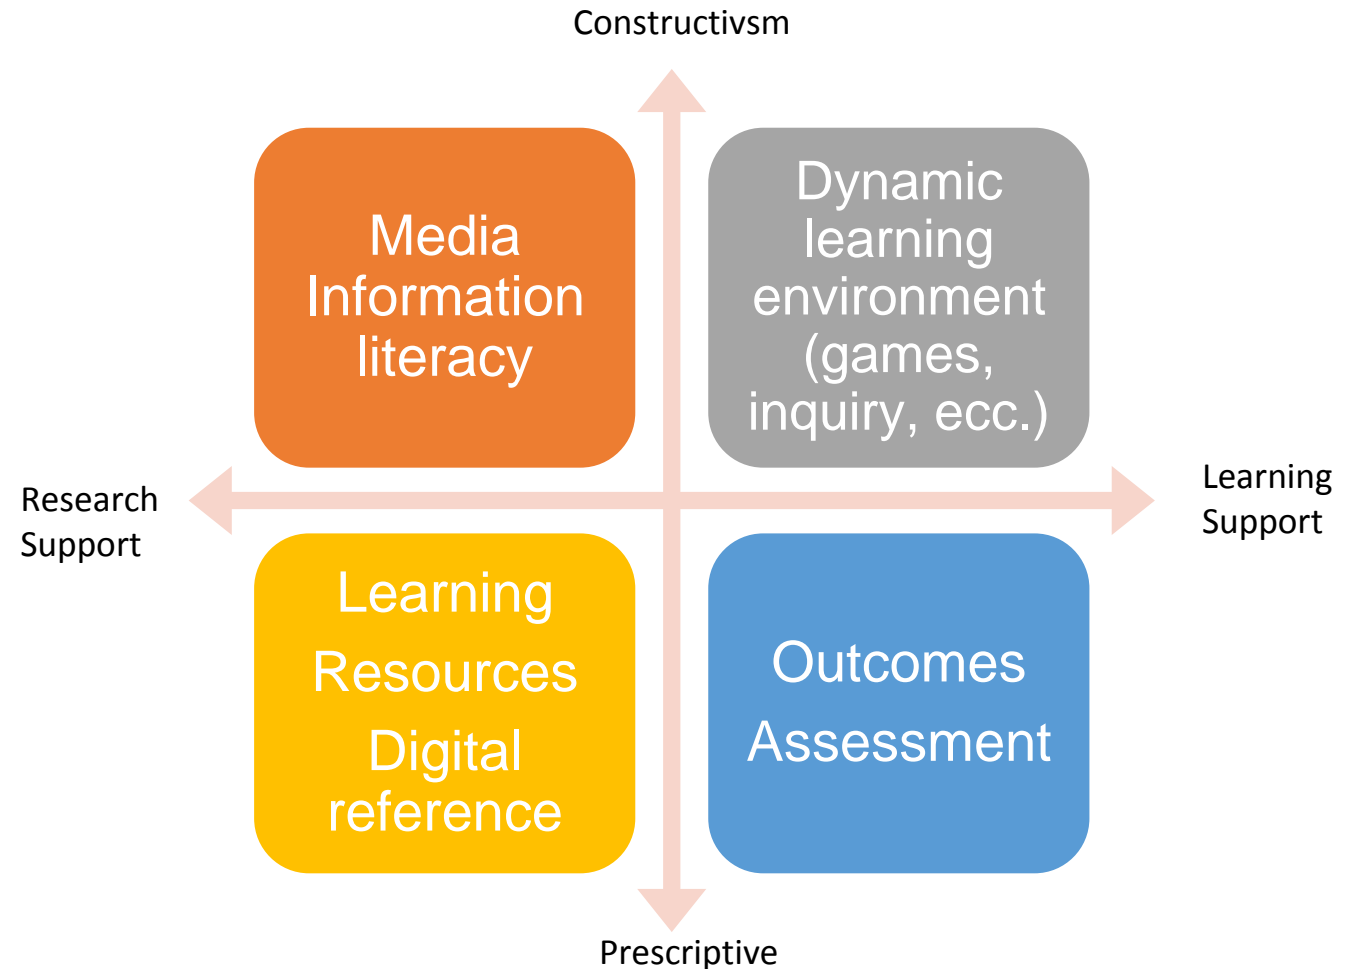 Constructivsm
Media
Information
literacy
Dynamic
learning
environment
(games,
inquiry, ecc.)
Research
Support
Learning
Support
Learning
Resources
Digital
reference
Outcomes
Assessment
Prescriptive